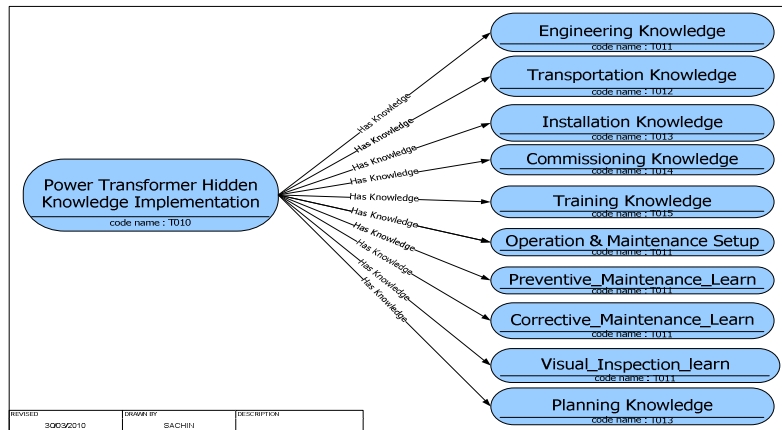 Engineering Knowledge
code name : T011
Transportation Knowledge
code name : T012
Installation Knowledge
code name : T013
Commissioning Knowledge
code name : T014
Training Knowledge
code name : T015
Operation & Maintenance Setup
code name : T011
Preventive_Maintenance_Learn
code name : T011
Corrective_Maintenance_Learn
code name : T011
Visual_Inspection_learn
code name : T011
Planning Knowledge
code name : T013
Has Knowledge
Has Knowledge
Has Knowledge
Has Knowledge
Has Knowledge
Has Knowledge
Has Knowledge
Has Knowledge
Has Knowledge
Has Knowledge
Power Transformer Hidden
Knowledge Implementation
code name : T010
REVISED
30/03/2010
DRAWN BY
SACHIN
DESCRIPTION